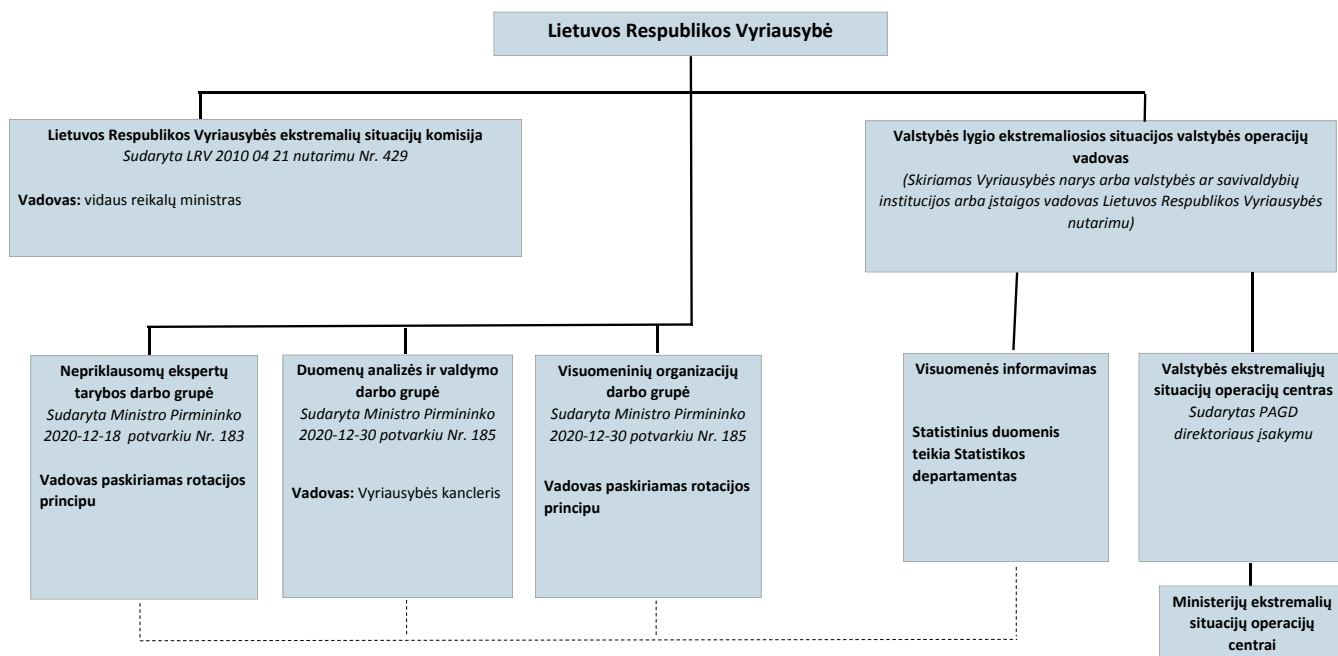 Lietuvos Respublikos Vyriausybė
Lietuvos Respublikos Vyriausybės ekstremalių situacijų komisija
Sudaryta LRV 2010 04 21 nutarimu Nr. 429
Vadovas: vidaus reikalų ministras
Valstybės lygio ekstremaliosios situacijos valstybės operacijų
vadovas
(Skiriamas Vyriausybės narys arba valstybės ar savivaldybių
institucijos arba įstaigos vadovas Lietuvos Respublikos Vyriausybės
nutarimu)
Nepriklausomų ekspertų
tarybos darbo grupė
Sudaryta Ministro Pirmininko
2020-12-18 potvarkiu Nr. 183
Vadovas paskiriamas rotacijos
principu
Duomenų analizės ir valdymo
darbo grupė
Sudaryta Ministro Pirmininko
2020-12-30 potvarkiu Nr. 185
Vadovas: Vyriausybės kancleris
Visuomeninių organizacijų
darbo grupė
Sudaryta Ministro Pirmininko
2020-12-30 potvarkiu Nr. 185
Vadovas paskiriamas rotacijos
principu
Visuomenės informavimas
Statistinius duomenis
teikia Statistikos
departamentas
Valstybės ekstremaliųjų
situacijų operacijų centras
Sudarytas PAGD
direktoriaus įsakymu
Ministerijų ekstremalių
situacijų operacijų
centrai